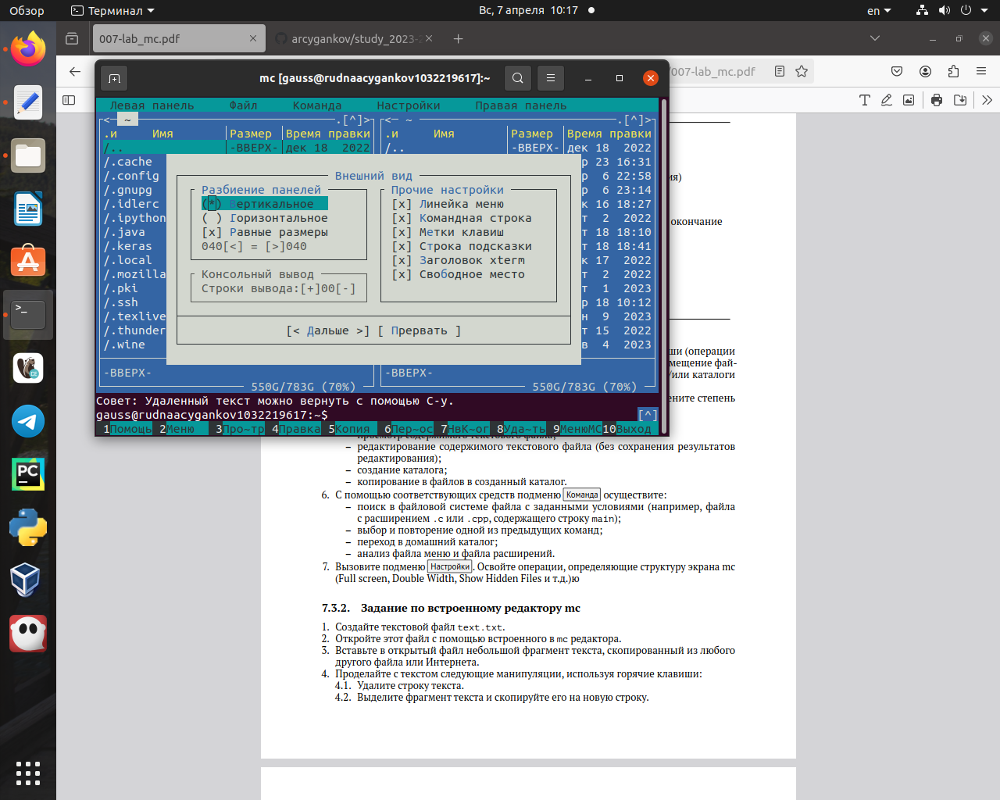 Обзор
Терминал
Вс, 7 апреля 10:17
en
007-lab_mc.pdf
arcygankov/study_2023-2
/007-lab_mc.pdf
mc [gauss@rudnaacygankov1032219617]:~
Левая панель Файл Команда Настройки Правая панель
<─ ~ .[^]> <─ ~ .[^]>
.и Имя Размер Время правки .и Имя Размер Время правки
/.. -ВВЕРХ- дек 18 2022 /.. -ВВЕРХ- дек 18 2022
/.cache р 23 16:31
/.config р 6 22:58
/.gnupg р 6 23:14
/.idlerc к 16 18:27
/.ipython т 2 2022
/.java т 18 18:10
/.keras т 18 18:41
/.local к 17 2022
/.mozilla т 2 2022
/.pki т 1 2023
/.ssh р 18 10:12
/.texlive н 9 2023
/.thunder т 15 2022
/.wine в 4 2023
-ВВЕРХ- -ВВЕРХ-
550G/783G (70%) 550G/783G (70%)
Внешний вид
Разбиение панелей
(*) Вертикальное
( ) Горизонтальное
[x] Равные размеры
040[<] = [>]040
Консольный вывод
Строки вывода:[+]00[-]
Прочие настройки
[x] Линейка меню
[x] Командная строка
[x] Метки клавиш
[x] Строка подсказки
[x] Заголовок xterm
[x] Свободное место
[< Дальше >] [ Прервать ]
Совет: Удаленный текст можно вернуть с помощью C-y.
gauss@rudnaacygankov1032219617:~$ [^]
1Помощь 2Меню 3Про~тр 4Правка 5Копия 6Пер~ос 7НвК~ог 8Уда~ть 9МенюMC 10Выход
ия)
окончание
ши (операции
мещение фай-
/или каталоги
ените степень
– просмотр содержимого текстового файла;
– редактирование содержимого текстового файла (без сохранения результатов
редактирования);
– создание каталога;
– копирование в файлов в созданный каталог.
6. С помощью соответствующих средств подменю Команда осуществите:
– поиск в файловой системе файла с заданными условиями (например, файла
с расширением .c или .cpp, содержащего строку main);
– выбор и повторение одной из предыдущих команд;
– переход в домашний каталог;
– анализ файла меню и файла расширений.
7. Вызовите подменю Настройки. Освойте операции, определяющие структуру экрана mc
(Full screen, Double Width, Show Hidden Files и т.д.)ю
7.3.2. Задание по встроенному редактору mc
1. Создайте текстовой файл text.txt.
2. Откройте этот файл с помощью встроенного в mc редактора.
3. Вставьте в открытый файл небольшой фрагмент текста, скопированный из любого
другого файла или Интернета.
4. Проделайте с текстом следующие манипуляции, используя горячие клавиши:
4.1. Удалите строку текста.
4.2. Выделите фрагмент текста и скопируйте его на новую строку.